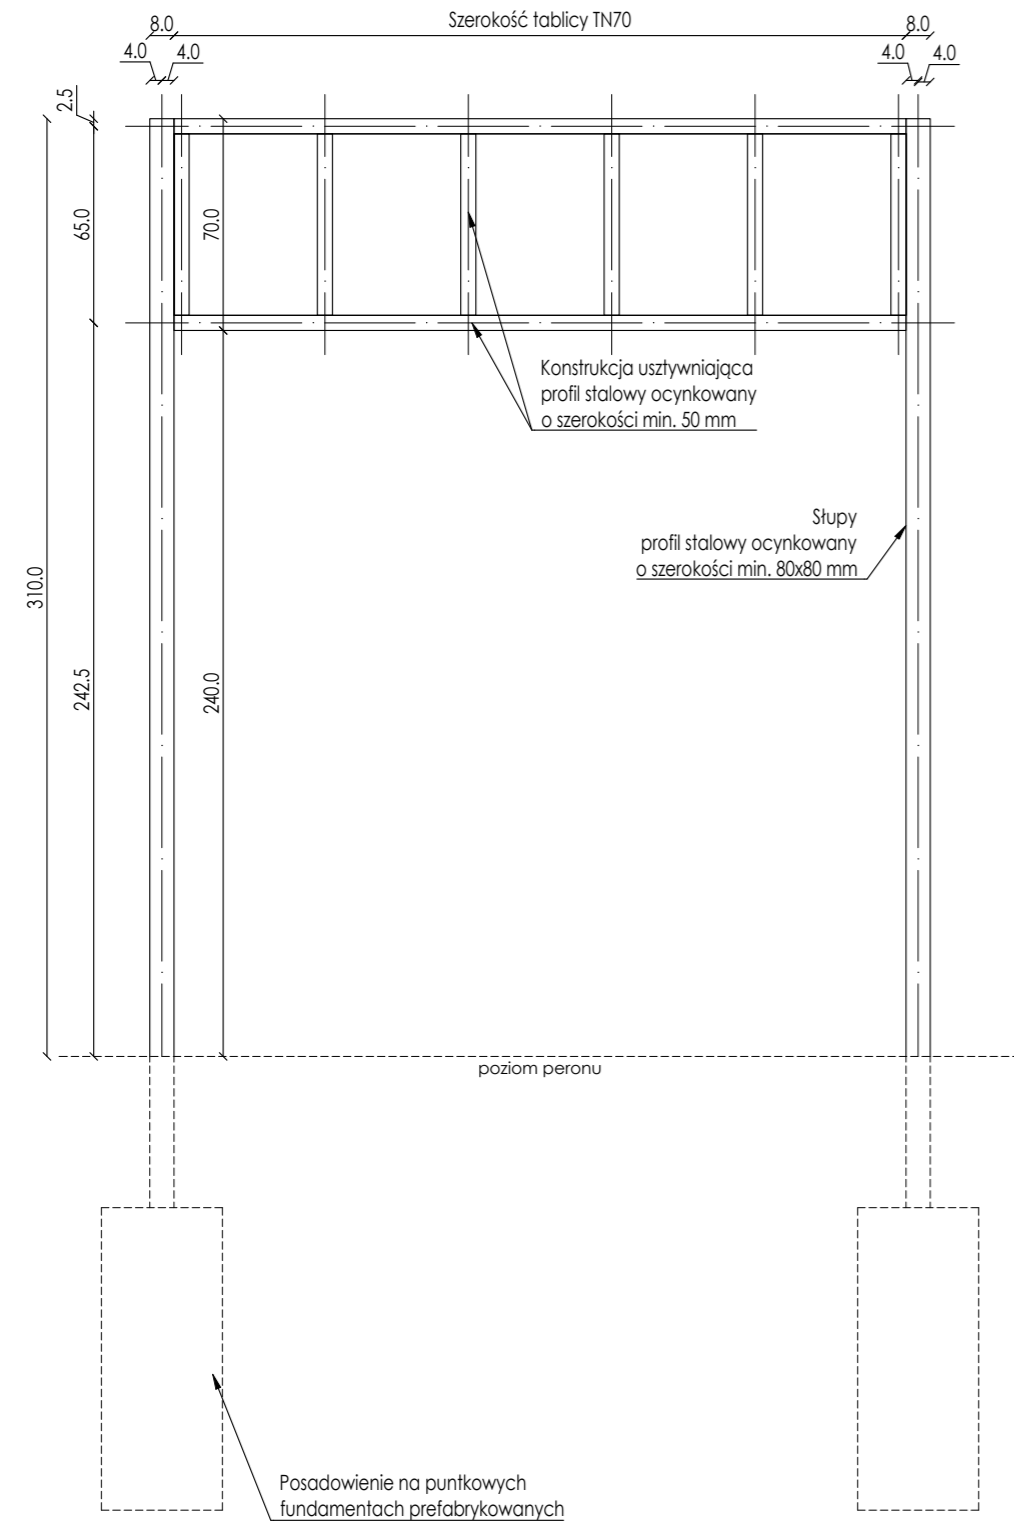 Szerokość tablicy TN70
8.0
8.0
4.0
4.0
4.0
4.0
2.5
65.0
70.0
Konstrukcja usztywniająca
profil stalowy ocynkowany
o szerokości min. 50 mm
Słupy
profil stalowy ocynkowany
o szerokości min. 80x80 mm
310.0
242.5
240.0
poziom peronu
Posadowienie na puntkowych
fundamentach prefabrykowanych